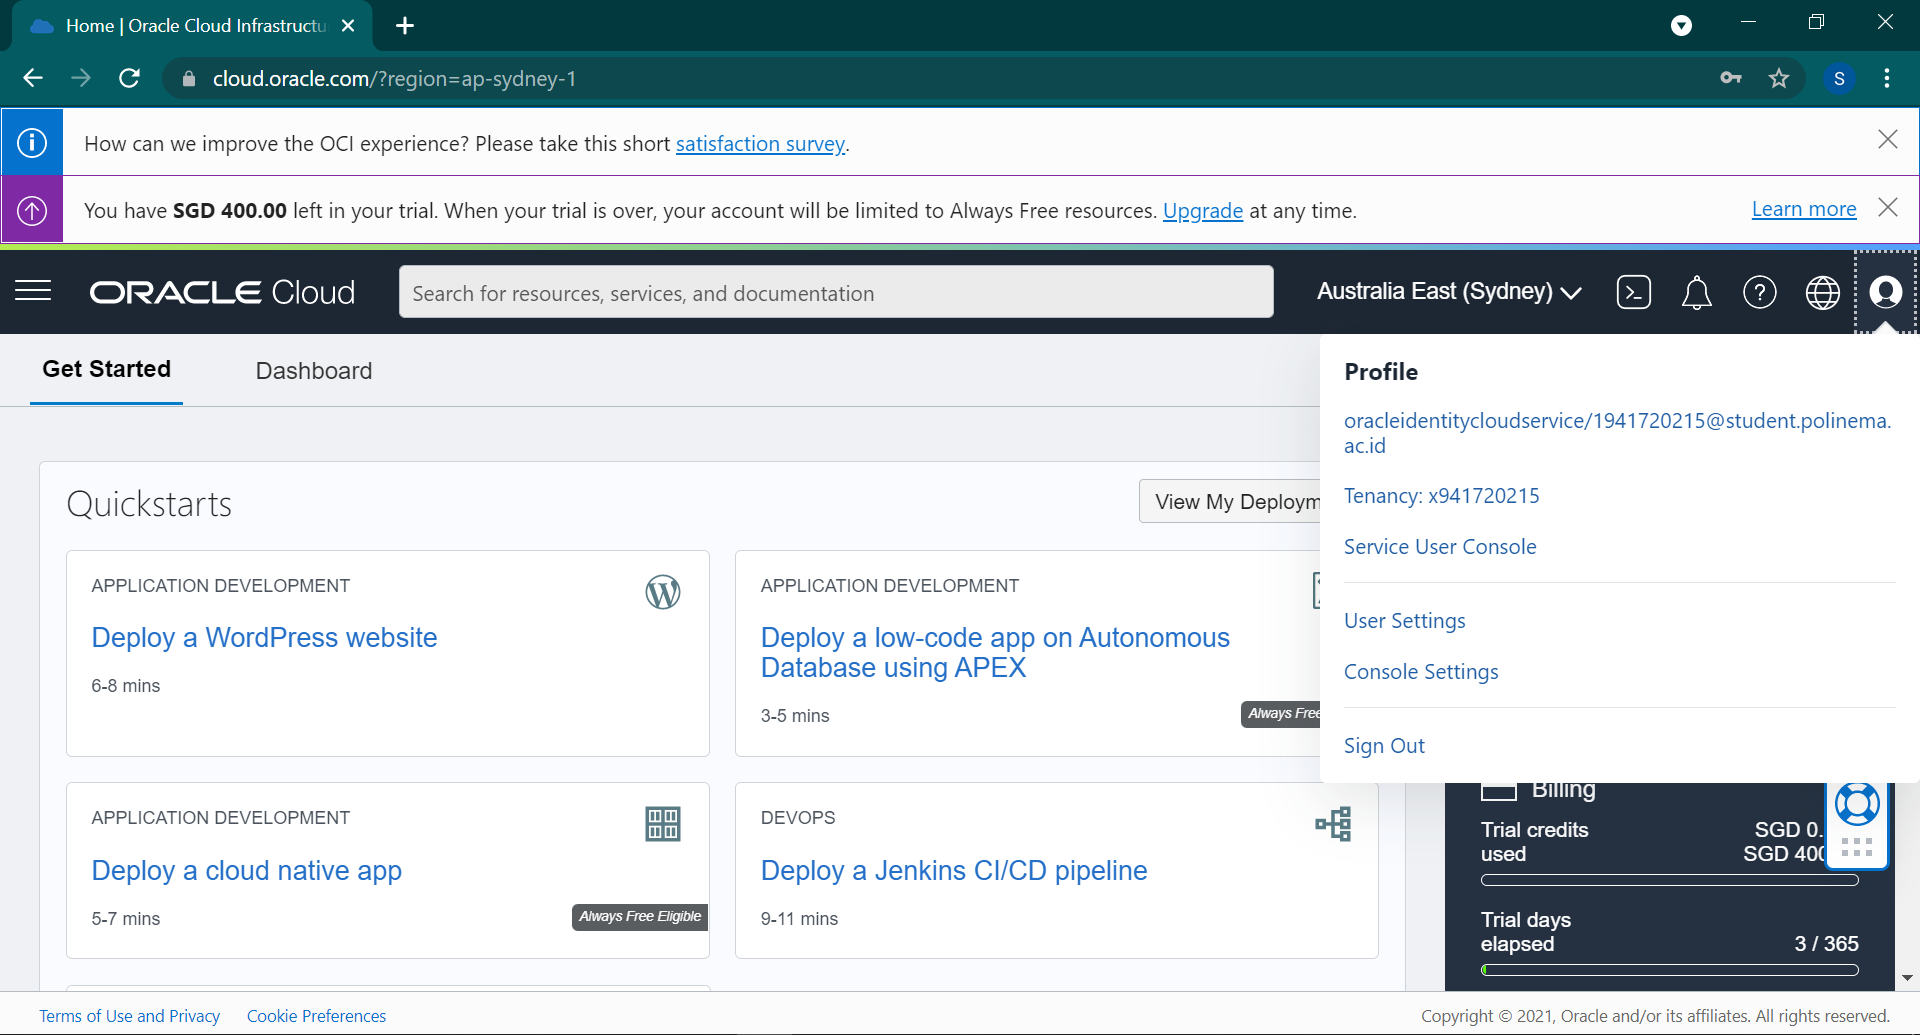 Home | Oracle Cloud Infrastructu
cloud.oracle.com/?region=ap-sydney-1
S
How can we improve the OCI experience? Please take this short satisfaction survey.
You have SGD 400.00 left in your trial. When your trial is over, your account will be limited to Always Free resources. Upgrade at any time.
Learn more
ORACLE Cloud
Search for resources, services, and documentation
Australia East (Sydney)
Get Started
Dashboard
Profile
oracleidentitycloudservice/1941720215@student.polinema.
ac.id
Tenancy: x941720215
Service User Console
User Settings
Console Settings
Sign Out
Quickstarts
View My Deploym
APPLICATION DEVELOPMENT
Deploy a WordPress website
6-8 mins
APPLICATION DEVELOPMENT
Deploy a low-code app on Autonomous
Database using APEX
3-5 mins
Always Free
APPLICATION DEVELOPMENT
Deploy a cloud native app
5-7 mins
Always Free Eligible
DEVOPS
Deploy a Jenkins CI/CD pipeline
9-11 mins
Billing
Trial credits
used
SGD 0.
SGD 400
Trial days
elapsed
3 / 365
Terms of Use and Privacy
Cookie Preferences
Copyright © 2021, Oracle and/or its affiliates. All rights reserved.